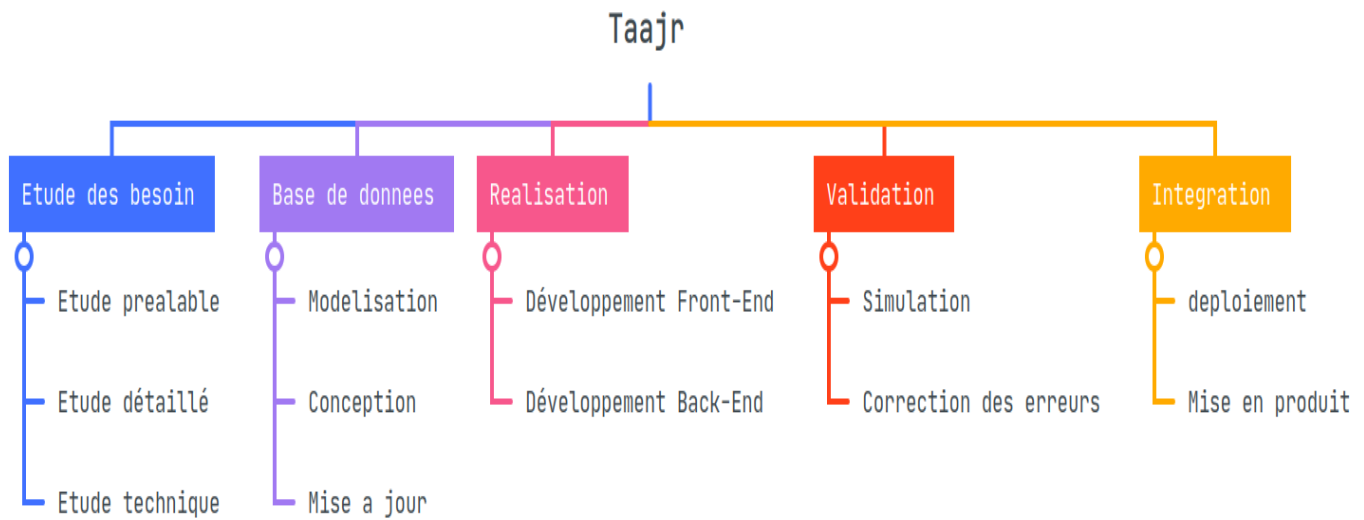 Taajr
Etude des besoin
Etude prealable
Etude détaillé
Etude technique
Base de donnees
Modelisation
Conception
Mise a jour
Realisation
Développement Front-End
Développement Back-End
Validation
Simulation
Correction des erreurs
Integration
deploiement
Mise en produit